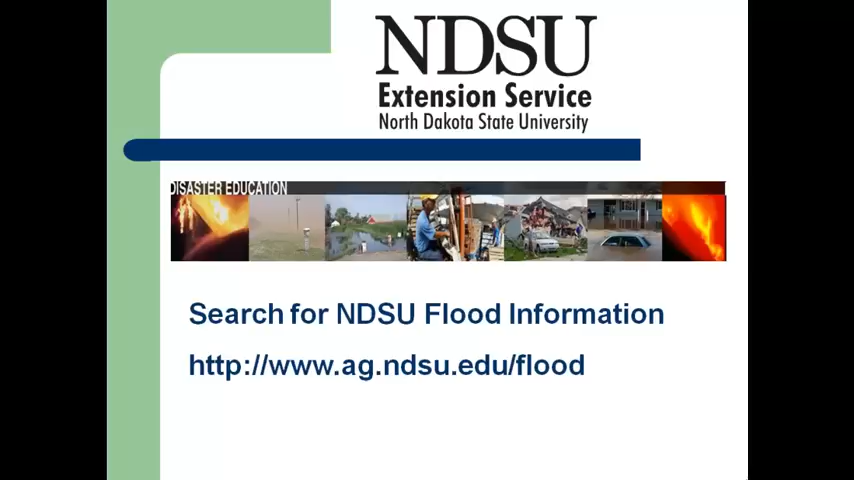 NDSU
Extension Service
North Dakota State University
DISASTER EDUCATION
Search for NDSU Flood Information
http://www.ag.ndsu.edu/flood